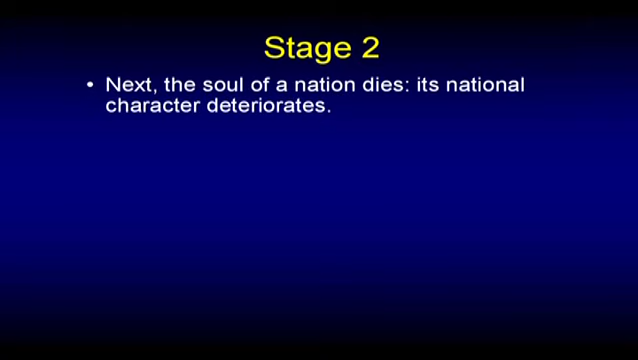 Stage 2
• Next, the soul of a nation dies: its national
character deteriorates.